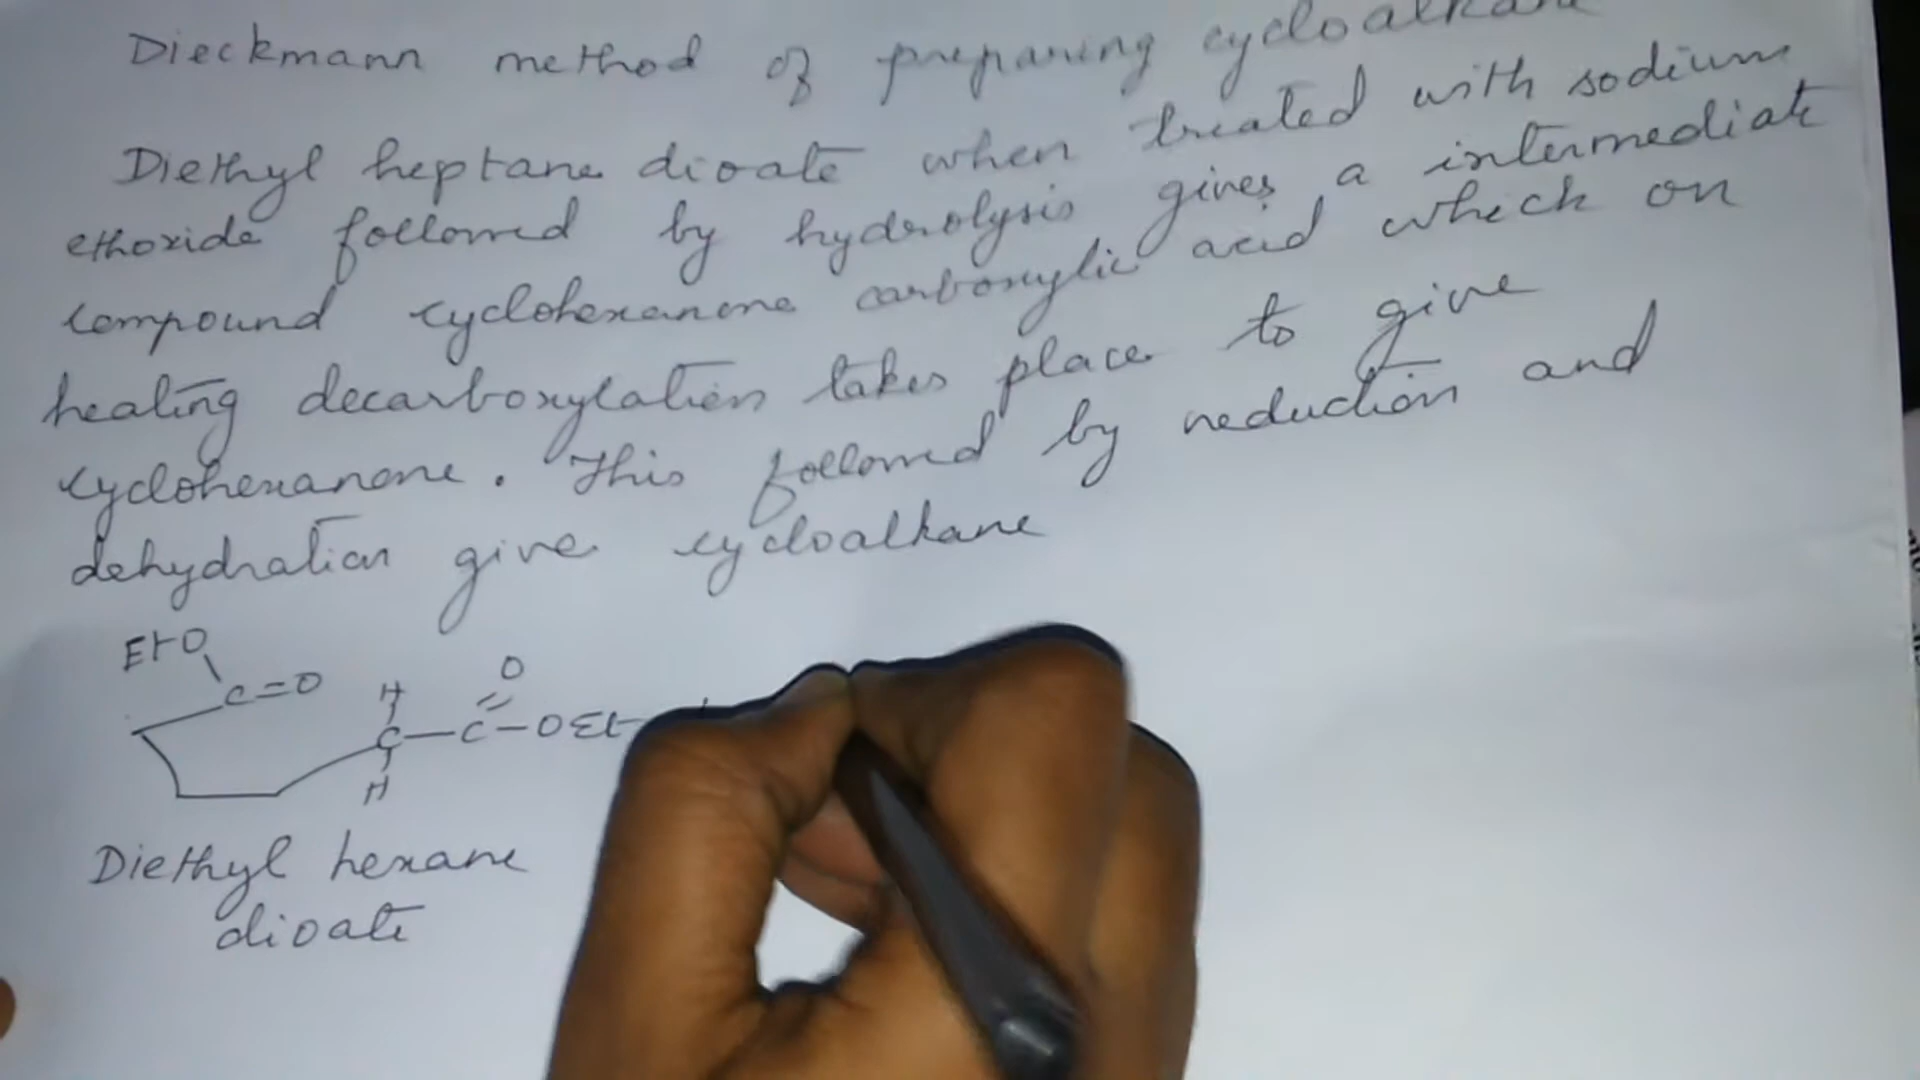 Dieckmann method of preparing cycloalkane
Diethyl heptane dioate when treated with sodium
ethoxide followed by hydrolysis gives a intermediate
compound cyclohexanone carboxylic acid which on
heating decarboxylation takes place to give
cyclohexanone. This followed by reduction and
dehydration give cycloalkane
EtO
C=O
H
O
C-C-OEt
H
Diethyl hexane
dioate